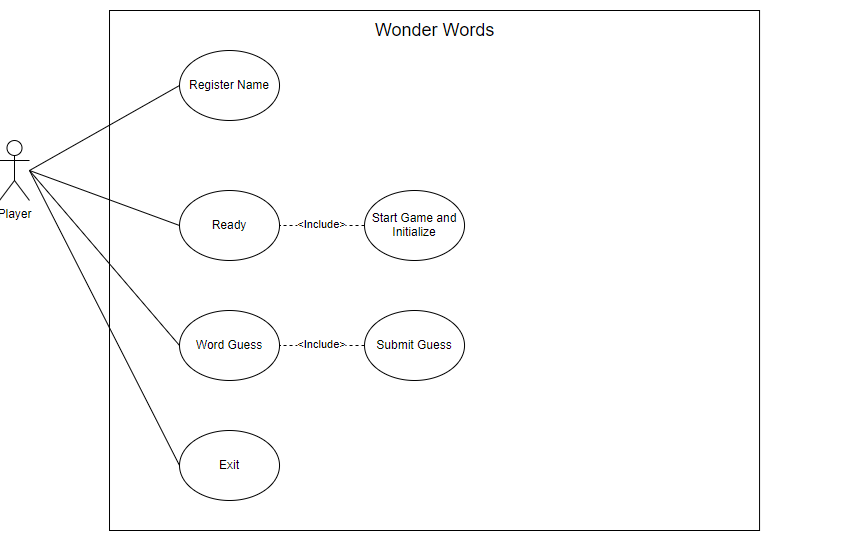 Wonder Words
Register Name
Player
Ready
<Include>
Start Game and
Initialize
Word Guess
<Include>
Submit Guess
Exit